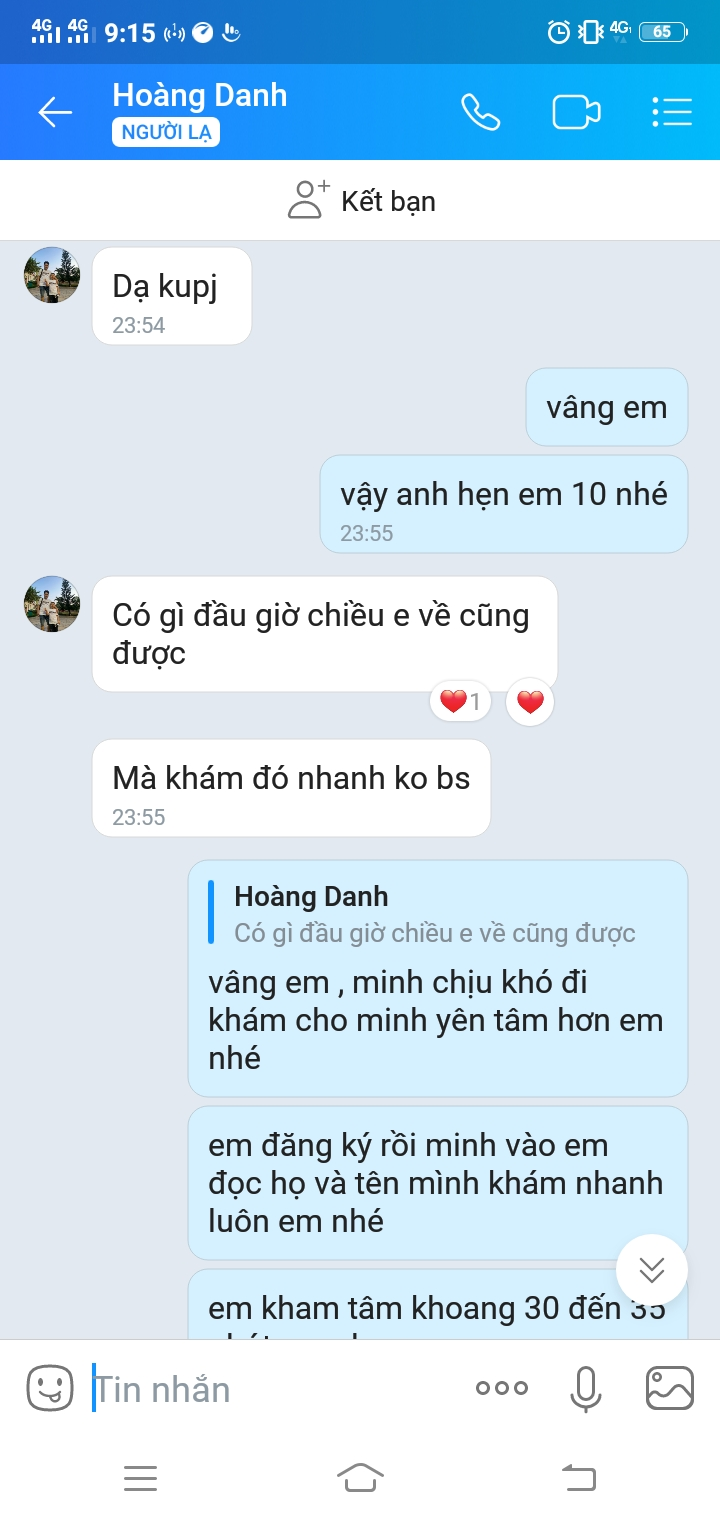 4G 4G 9:15 4G 65
Hoàng Danh
NGƯỜI LẠ
Kết bạn
Dạ kupj
23:54
vâng em
vậy anh hẹn em 10 nhé
23:55
Có gì đầu giờ chiều e về cũng
được
1
Mà khám đó nhanh ko bs
23:55
Hoàng Danh
Có gì đầu giờ chiều e về cũng được
vâng em , minh chịu khó đi
khám cho minh yên tâm hơn em
nhé
em đăng ký rồi minh vào em
đọc họ và tên mình khám nhanh
luôn em nhé
em kham tâm khoang 30 đến 35
Tin nhắn